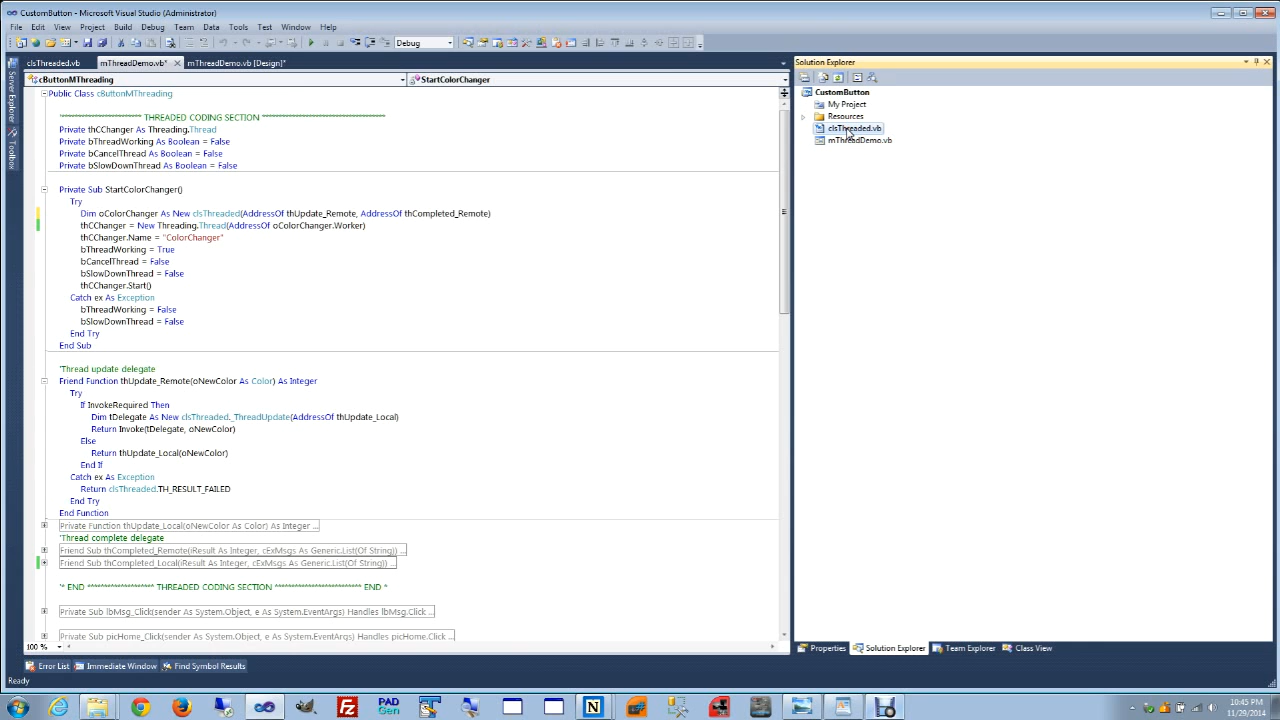 CustomButton - Microsoft Visual Studio (Administrator)
File Edit View Project Build Debug Team Data Tools Test Window Help
Debug
clsThreaded.vb mThreadDemo.vb* mThreadDemo.vb [Design]*
cButtonMThreading StartColorChanger
Public Class cButtonMThreading
'************************ THREADED CODING SECTION *************************************
Private thCChanger As Threading.Thread
Private bThreadWorking As Boolean = False
Private bCancelThread As Boolean = False
Private bSlowDownThread As Boolean = False
Private Sub StartColorChanger()
Try
Dim oColorChanger As New clsThreaded(AddressOf thUpdate_Remote, AddressOf thCompleted_Remote)
thCChanger = New Threading.Thread(AddressOf oColorChanger.Worker)
thCChanger.Name = "ColorChanger"
bThreadWorking = True
bCancelThread = False
bSlowDownThread = False
thCChanger.Start()
Catch ex As Exception
bThreadWorking = False
bSlowDownThread = False
End Try
End Sub
'Thread update delegate
Friend Function thUpdate_Remote(oNewColor As Color) As Integer
Try
If InvokeRequired Then
Dim tDelegate As New clsThreaded._ThreadUpdate(AddressOf thUpdate_Local)
Return Invoke(tDelegate, oNewColor)
Else
Return thUpdate_Local(oNewColor)
End If
Catch ex As Exception
Return clsThreaded.TH_RESULT_FAILED
End Try
End Function
Private Function thUpdate_Local(oNewColor As Color) As Integer ...
'Thread complete delegate
Friend Sub thCompleted_Remote(iResult As Integer, cExMsgs As Generic.List(Of String)) ...
Friend Sub thCompleted_Local(iResult As Integer, cExMsgs As Generic.List(Of String)) ...
'* END ******************** THREADED CODING SECTION ************************** END *
Private Sub lbMsg_Click(sender As System.Object, e As System.EventArgs) Handles lbMsg.Click ...
Private Sub picHome_Click(sender As System.Object, e As System.EventArgs) Handles picHome.Click ...
100 %
Error List Immediate Window Find Symbol Results
Ready
Server Explorer
Toolbox
Solution Explorer
CustomButton
My Project
Resources
clsThreaded.vb
mThreadDemo.vb
Properties Solution Explorer Team Explorer Class View
Fz
PAD
Gen
N
10:45 PM
11/29/2014